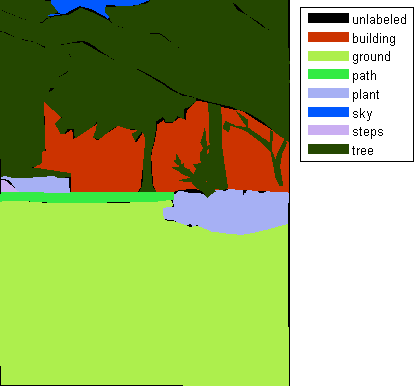 unlabeled
building
ground
path
plant
sky
steps
tree